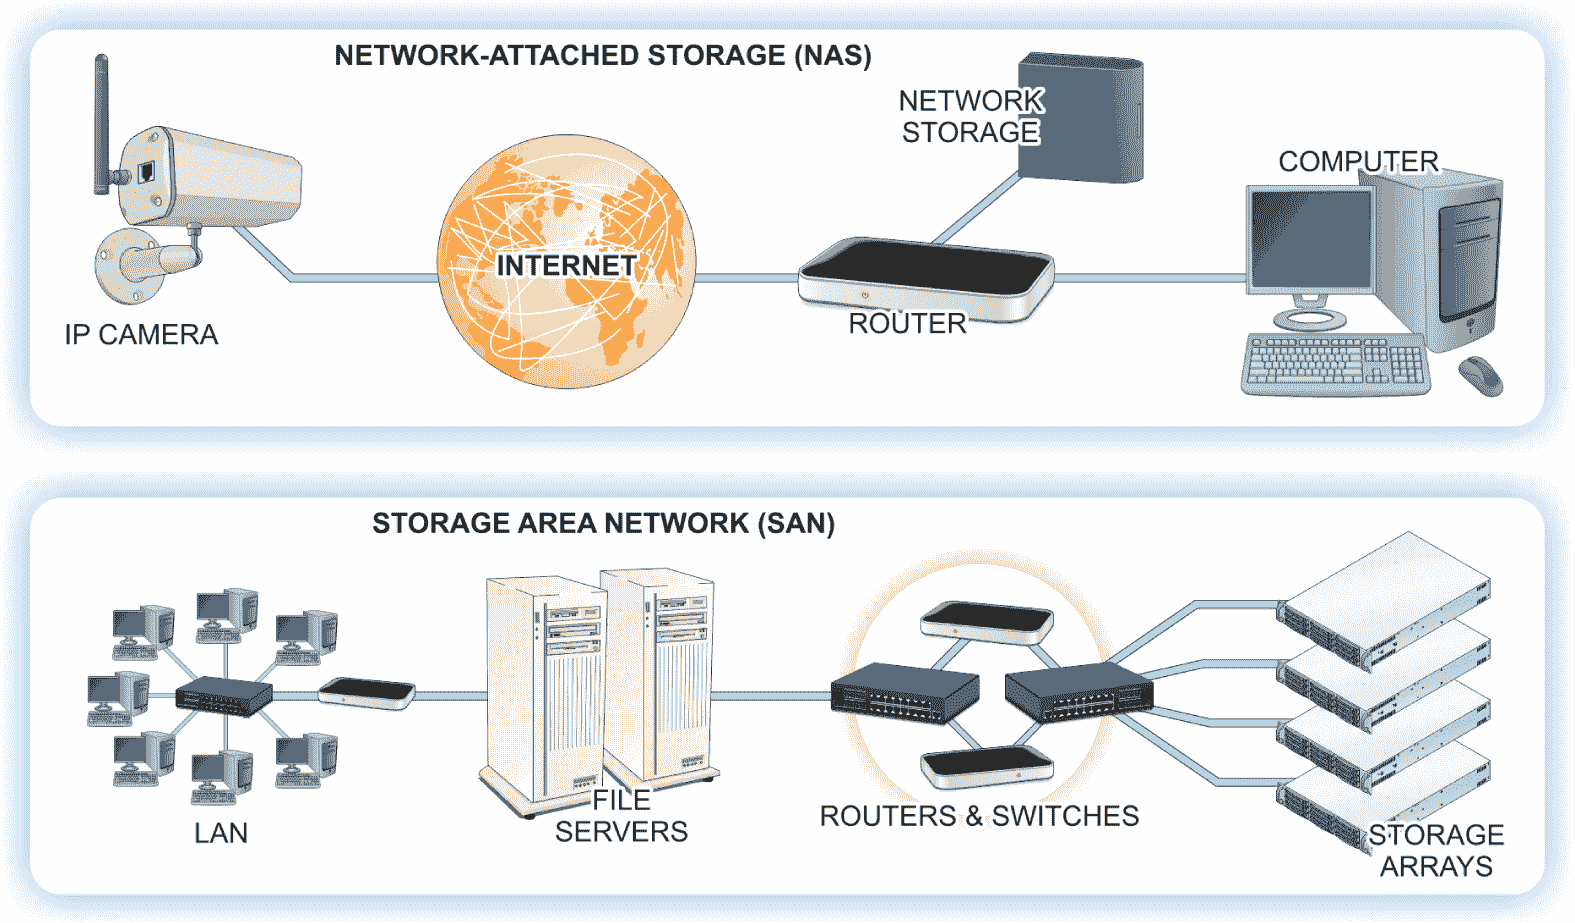 NETWORK-ATTACHED STORAGE (NAS)
NETWORK
STORAGE
COMPUTER
INTERNET
ROUTER
IP CAMERA
STORAGE AREA NETWORK (SAN)
LAN
FILE
SERVERS
ROUTERS & SWITCHES
STORAGE
ARRAYS